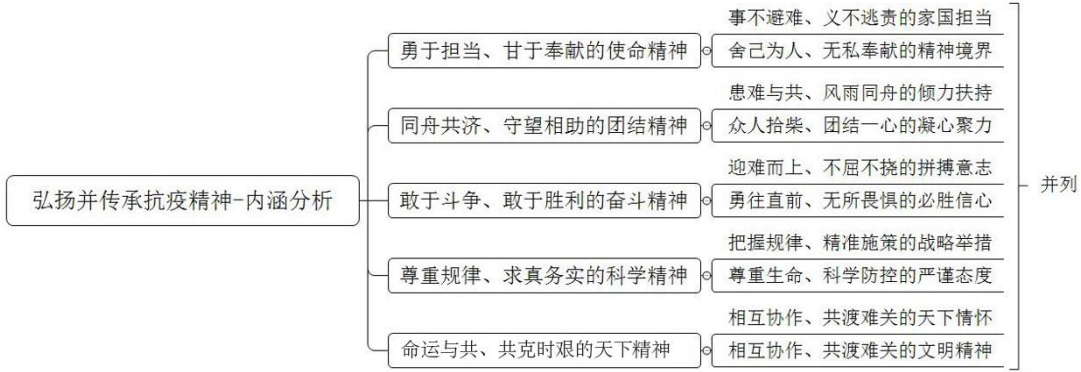 弘扬并传承抗疫精神-内涵分析
勇于担当、甘于奉献的使命精神
事不避难、义不逃责的家国担当
舍己为人、无私奉献的精神境界
同舟共济、守望相助的团结精神
患难与共、风雨同舟的倾力扶持
众人拾柴、团结一心的凝心聚力
敢于斗争、敢于胜利的奋斗精神
迎难而上、不屈不挠的拼搏意志
勇往直前、无所畏惧的必胜信心
尊重规律、求真务实的科学精神
把握规律、精准施策的战略举措
尊重生命、科学防控的严谨态度
命运与共、共克时艰的天下精神
相互协作、共渡难关的天下情怀
相互协作、共渡难关的文明精神
并列